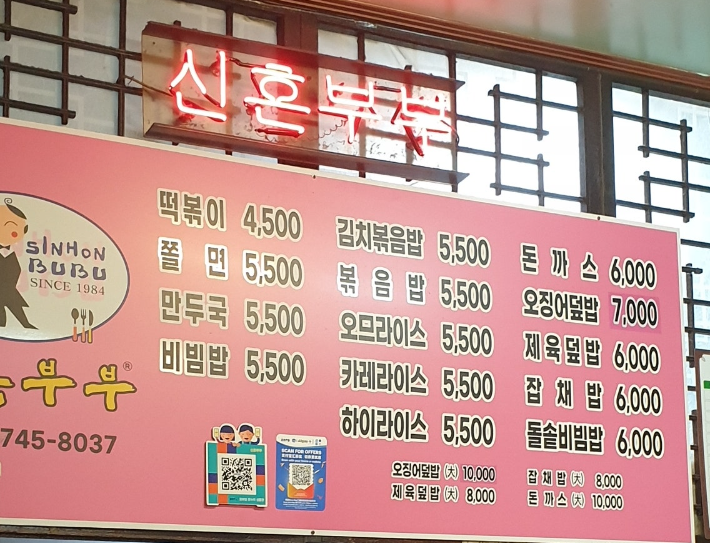 신혼부부
SINHON
BUBU
SINCE 1984
부부®
745-8037
떡볶이 4,500
쫄면 5,500
만두국 5,500
비빔밥 5,500
김치볶음밥 5,500
볶음밥 5,500
오므라이스 5,500
카레라이스 5,500
하이라이스 5,500
돈까스 6,000
오징어덮밥 7,000
제육덮밥 6,000
잡채밥 6,000
돌솥비빔밥 6,000
오징어덮밥(大) 10,000
제육덮밥(大) 8,000
잡채밥(大) 8,000
돈까스(大) 10,000
SCAN FOR OFFERS